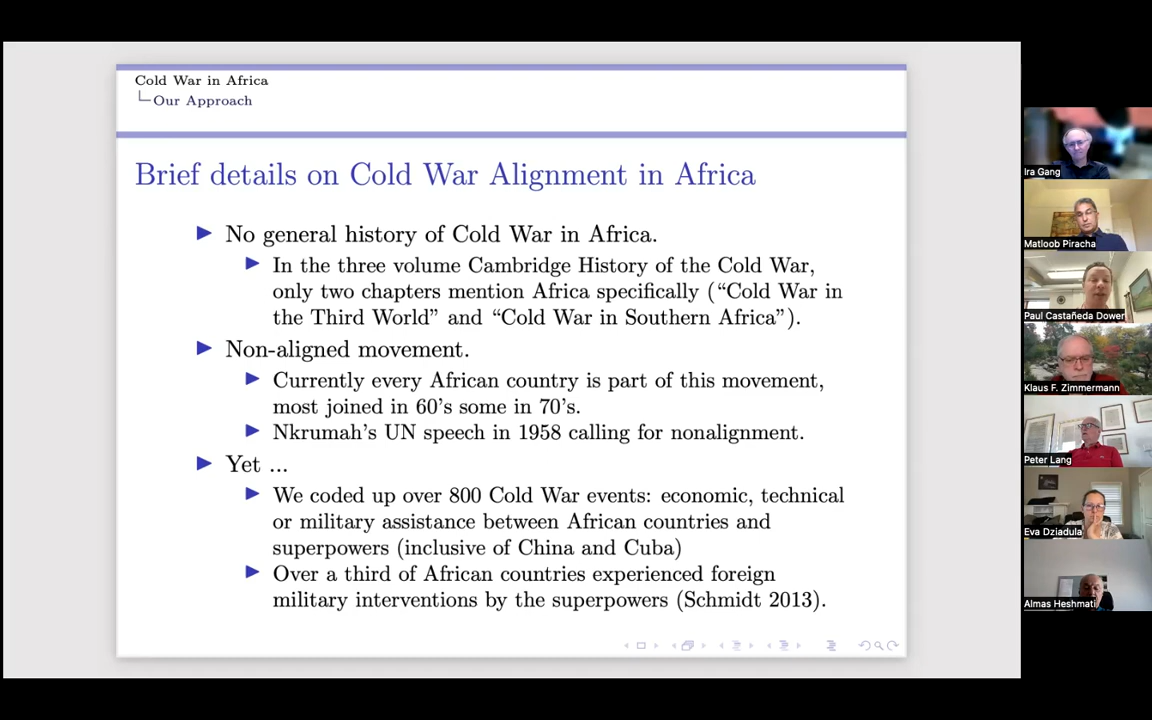 Cold War in Africa
Our Approach
Brief details on Cold War Alignment in Africa
No general history of Cold War in Africa.
In the three volume Cambridge History of the Cold War,
only two chapters mention Africa specifically (“Cold War in
the Third World” and “Cold War in Southern Africa”).
Non-aligned movement.
Currently every African country is part of this movement,
most joined in 60’s some in 70’s.
Nkrumah’s UN speech in 1958 calling for nonalignment.
Yet ...
We coded up over 800 Cold War events: economic, technical
or military assistance between African countries and
superpowers (inclusive of China and Cuba)
Over a third of African countries experienced foreign
military interventions by the superpowers (Schmidt 2013).
Ira Gang
Matloob Piracha
Paul Castañeda Dower
Klaus F. Zimmermann
Peter Lang
Eva Dziadula
Almas Heshmati